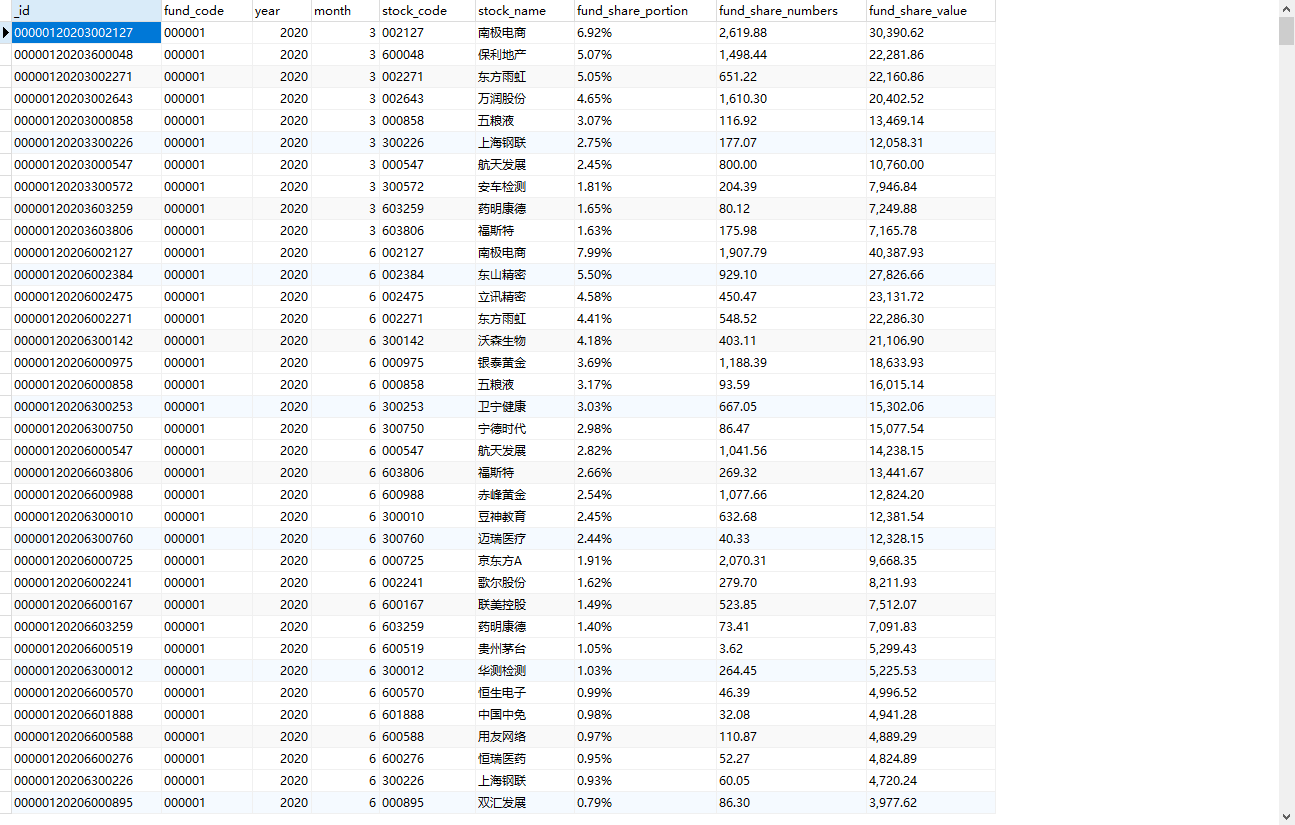 _id fund_code year month stock_code stock_name fund_share_portion fund_share_numbers fund_share_value
00000120203002127 000001 2020 3 002127 南极电商 6.92% 2,619.88 30,390.62
00000120203600048 000001 2020 3 600048 保利地产 5.07% 1,498.44 22,281.86
00000120203002271 000001 2020 3 002271 东方雨虹 5.05% 651.22 22,160.86
00000120203002643 000001 2020 3 002643 万润股份 4.65% 1,610.30 20,402.52
00000120203000858 000001 2020 3 000858 五粮液 3.07% 116.92 13,469.14
00000120203300226 000001 2020 3 300226 上海钢联 2.75% 177.07 12,058.31
00000120203000547 000001 2020 3 000547 航天发展 2.45% 800.00 10,760.00
00000120203300572 000001 2020 3 300572 安车检测 1.81% 204.39 7,946.84
00000120203603259 000001 2020 3 603259 药明康德 1.65% 80.12 7,249.88
00000120203603806 000001 2020 3 603806 福斯特 1.63% 175.98 7,165.78
00000120206002127 000001 2020 6 002127 南极电商 7.99% 1,907.79 40,387.93
00000120206002384 000001 2020 6 002384 东山精密 5.50% 929.10 27,826.66
00000120206002475 000001 2020 6 002475 立讯精密 4.58% 450.47 23,131.72
00000120206002271 000001 2020 6 002271 东方雨虹 4.41% 548.52 22,286.30
00000120206300142 000001 2020 6 300142 沃森生物 4.18% 403.11 21,106.90
00000120206000975 000001 2020 6 000975 银泰黄金 3.69% 1,188.39 18,633.93
00000120206000858 000001 2020 6 000858 五粮液 3.17% 93.59 16,015.14
00000120206300253 000001 2020 6 300253 卫宁健康 3.03% 667.05 15,302.06
00000120206300750 000001 2020 6 300750 宁德时代 2.98% 86.47 15,077.54
00000120206000547 000001 2020 6 000547 航天发展 2.82% 1,041.56 14,238.15
00000120206603806 000001 2020 6 603806 福斯特 2.66% 269.32 13,441.67
00000120206600988 000001 2020 6 600988 赤峰黄金 2.54% 1,077.66 12,824.20
00000120206300010 000001 2020 6 300010 豆神教育 2.45% 632.68 12,381.54
00000120206300760 000001 2020 6 300760 迈瑞医疗 2.44% 40.33 12,328.15
00000120206000725 000001 2020 6 000725 京东方A 1.91% 2,070.31 9,668.35
00000120206002241 000001 2020 6 002241 歌尔股份 1.62% 279.70 8,211.93
00000120206600167 000001 2020 6 600167 联美控股 1.49% 523.85 7,512.07
00000120206603259 000001 2020 6 603259 药明康德 1.40% 73.41 7,091.83
00000120206600519 000001 2020 6 600519 贵州茅台 1.05% 3.62 5,299.43
00000120206300012 000001 2020 6 300012 华测检测 1.03% 264.45 5,225.53
00000120206600570 000001 2020 6 600570 恒生电子 0.99% 46.39 4,996.52
00000120206601888 000001 2020 6 601888 中国中免 0.98% 32.08 4,941.28
00000120206600588 000001 2020 6 600588 用友网络 0.97% 110.87 4,889.29
00000120206600276 000001 2020 6 600276 恒瑞医药 0.95% 52.27 4,824.89
00000120206300226 000001 2020 6 300226 上海钢联 0.93% 60.05 4,720.24
00000120206000895 000001 2020 6 000895 双汇发展 0.79% 86.30 3,977.62